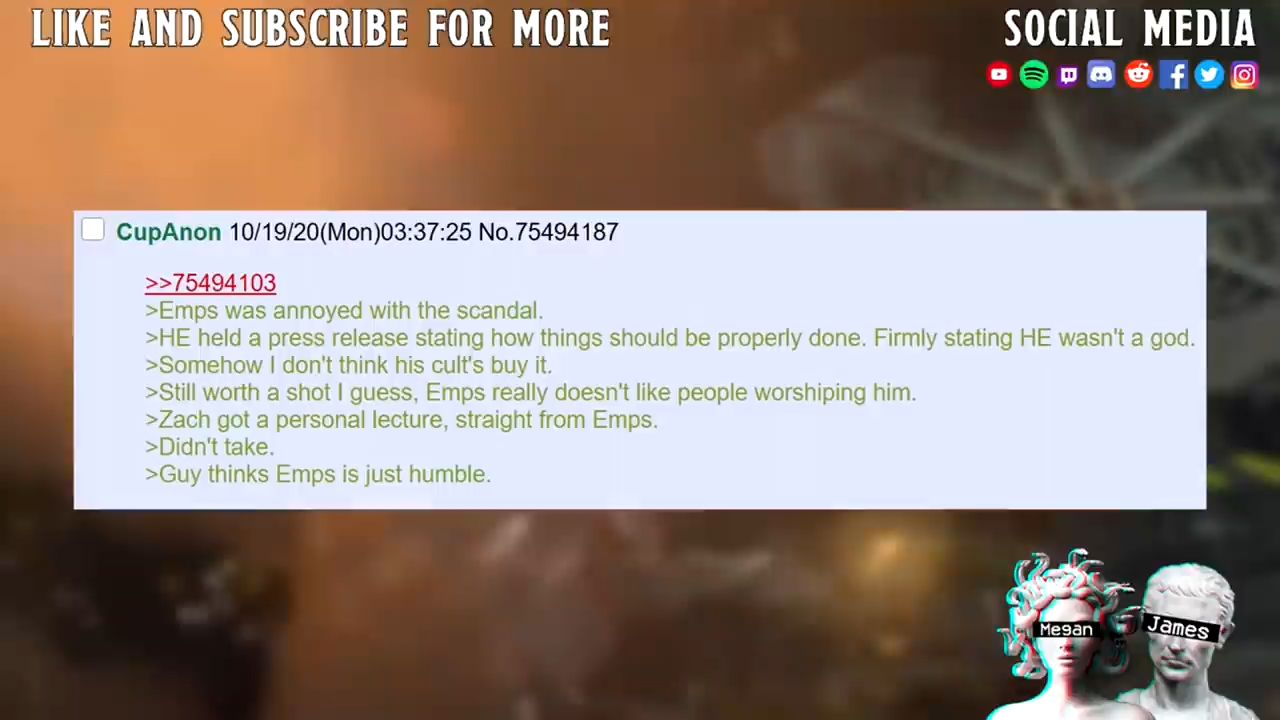 LIKE AND SUBSCRIBE FOR MORE
SOCIAL MEDIA
CupAnon 10/19/20(Mon)03:37:25 No.75494187
>>75494103
>Emps was annoyed with the scandal.
>HE held a press release stating how things should be properly done. Firmly stating HE wasn't a god.
>Somehow I don't think his cult's buy it.
>Still worth a shot I guess, Emps really doesn't like people worshiping him.
>Zach got a personal lecture, straight from Emps.
>Didn't take.
>Guy thinks Emps is just humble.
Megan
James